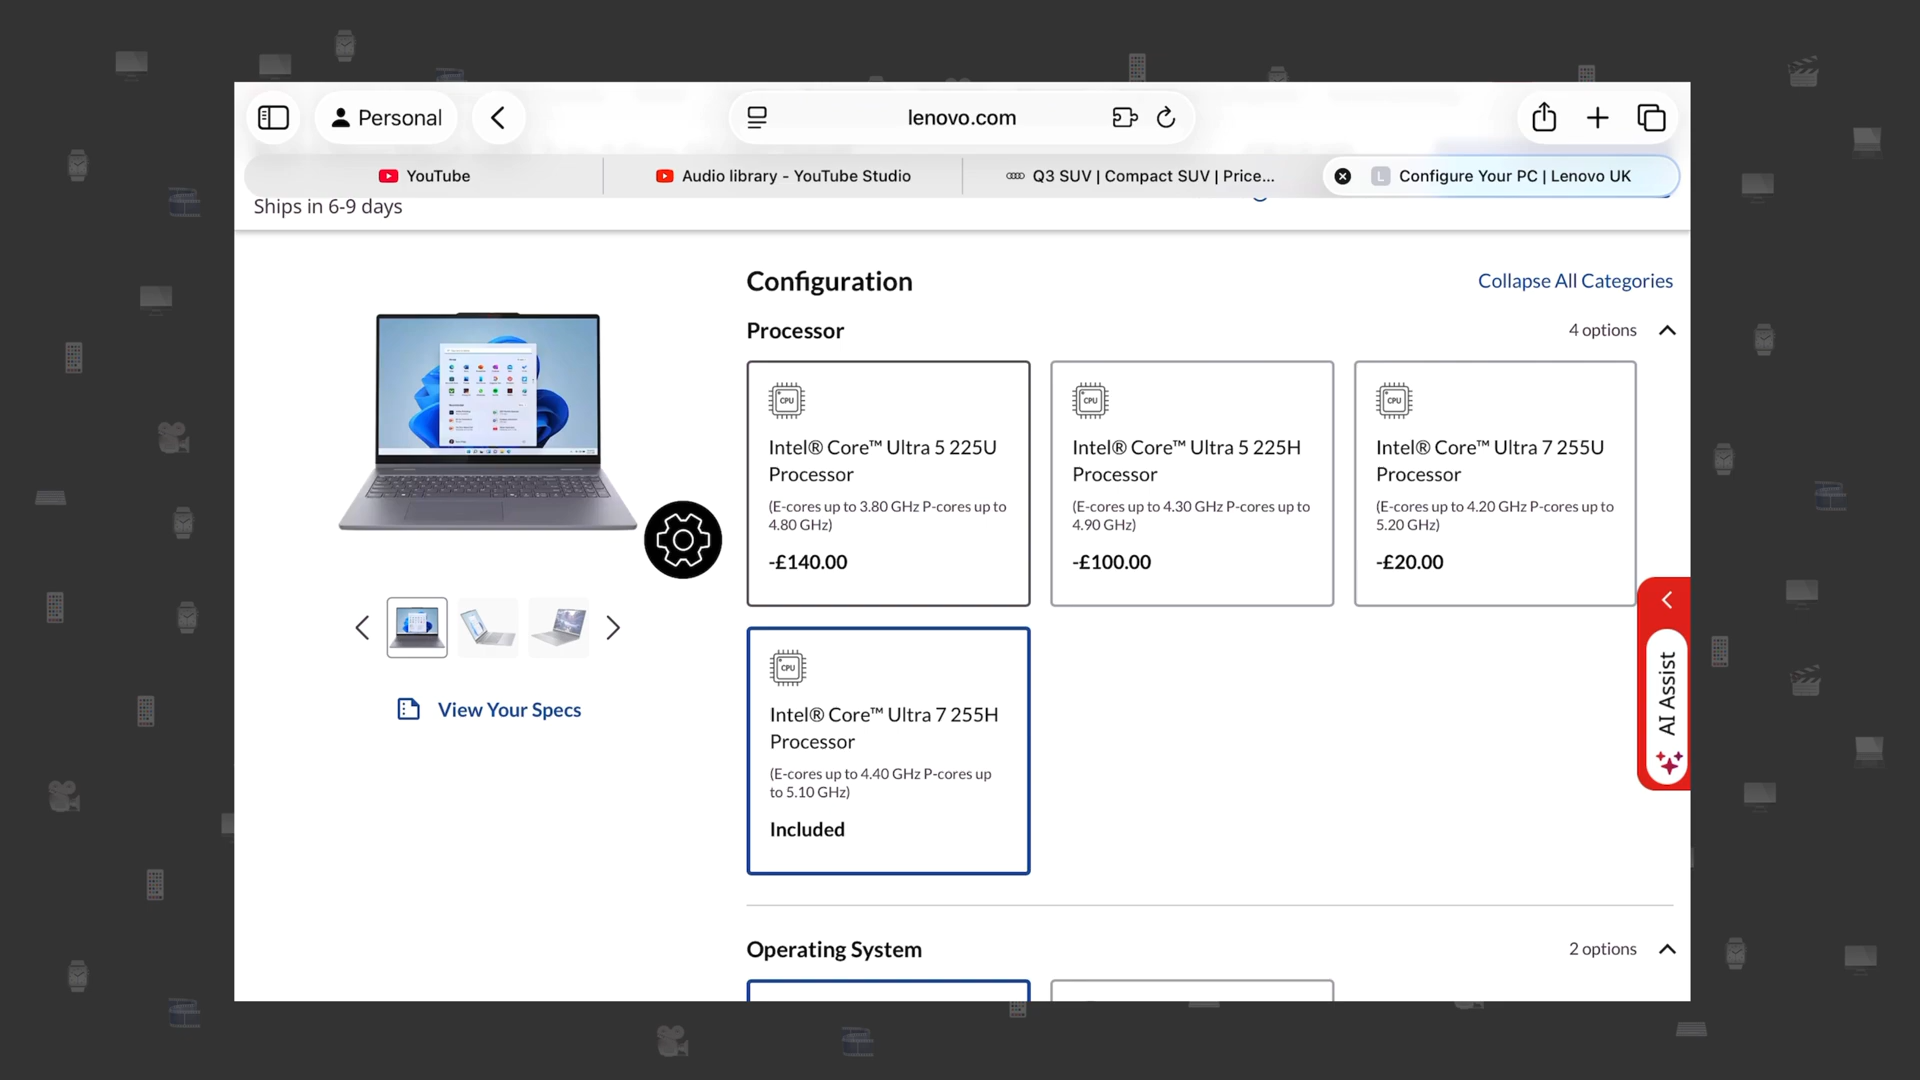 Personal
lenovo.com
YouTube
Audio library - YouTube Studio
Q3 SUV | Compact SUV | Price...
L
Configure Your PC | Lenovo UK
Ships in 6-9 days
Configuration
Collapse All Categories
Processor
4 options
CPU
Intel® Core™ Ultra 5 225U
Processor
(E-cores up to 3.80 GHz P-cores up to
4.80 GHz)
-£140.00
CPU
Intel® Core™ Ultra 5 225H
Processor
(E-cores up to 4.30 GHz P-cores up to
4.90 GHz)
-£100.00
CPU
Intel® Core™ Ultra 7 255U
Processor
(E-cores up to 4.20 GHz P-cores up to
5.20 GHz)
-£20.00
View Your Specs
CPU
Intel® Core™ Ultra 7 255H
Processor
(E-cores up to 4.40 GHz P-cores up
to 5.10 GHz)
Included
AI Assist
Operating System
2 options